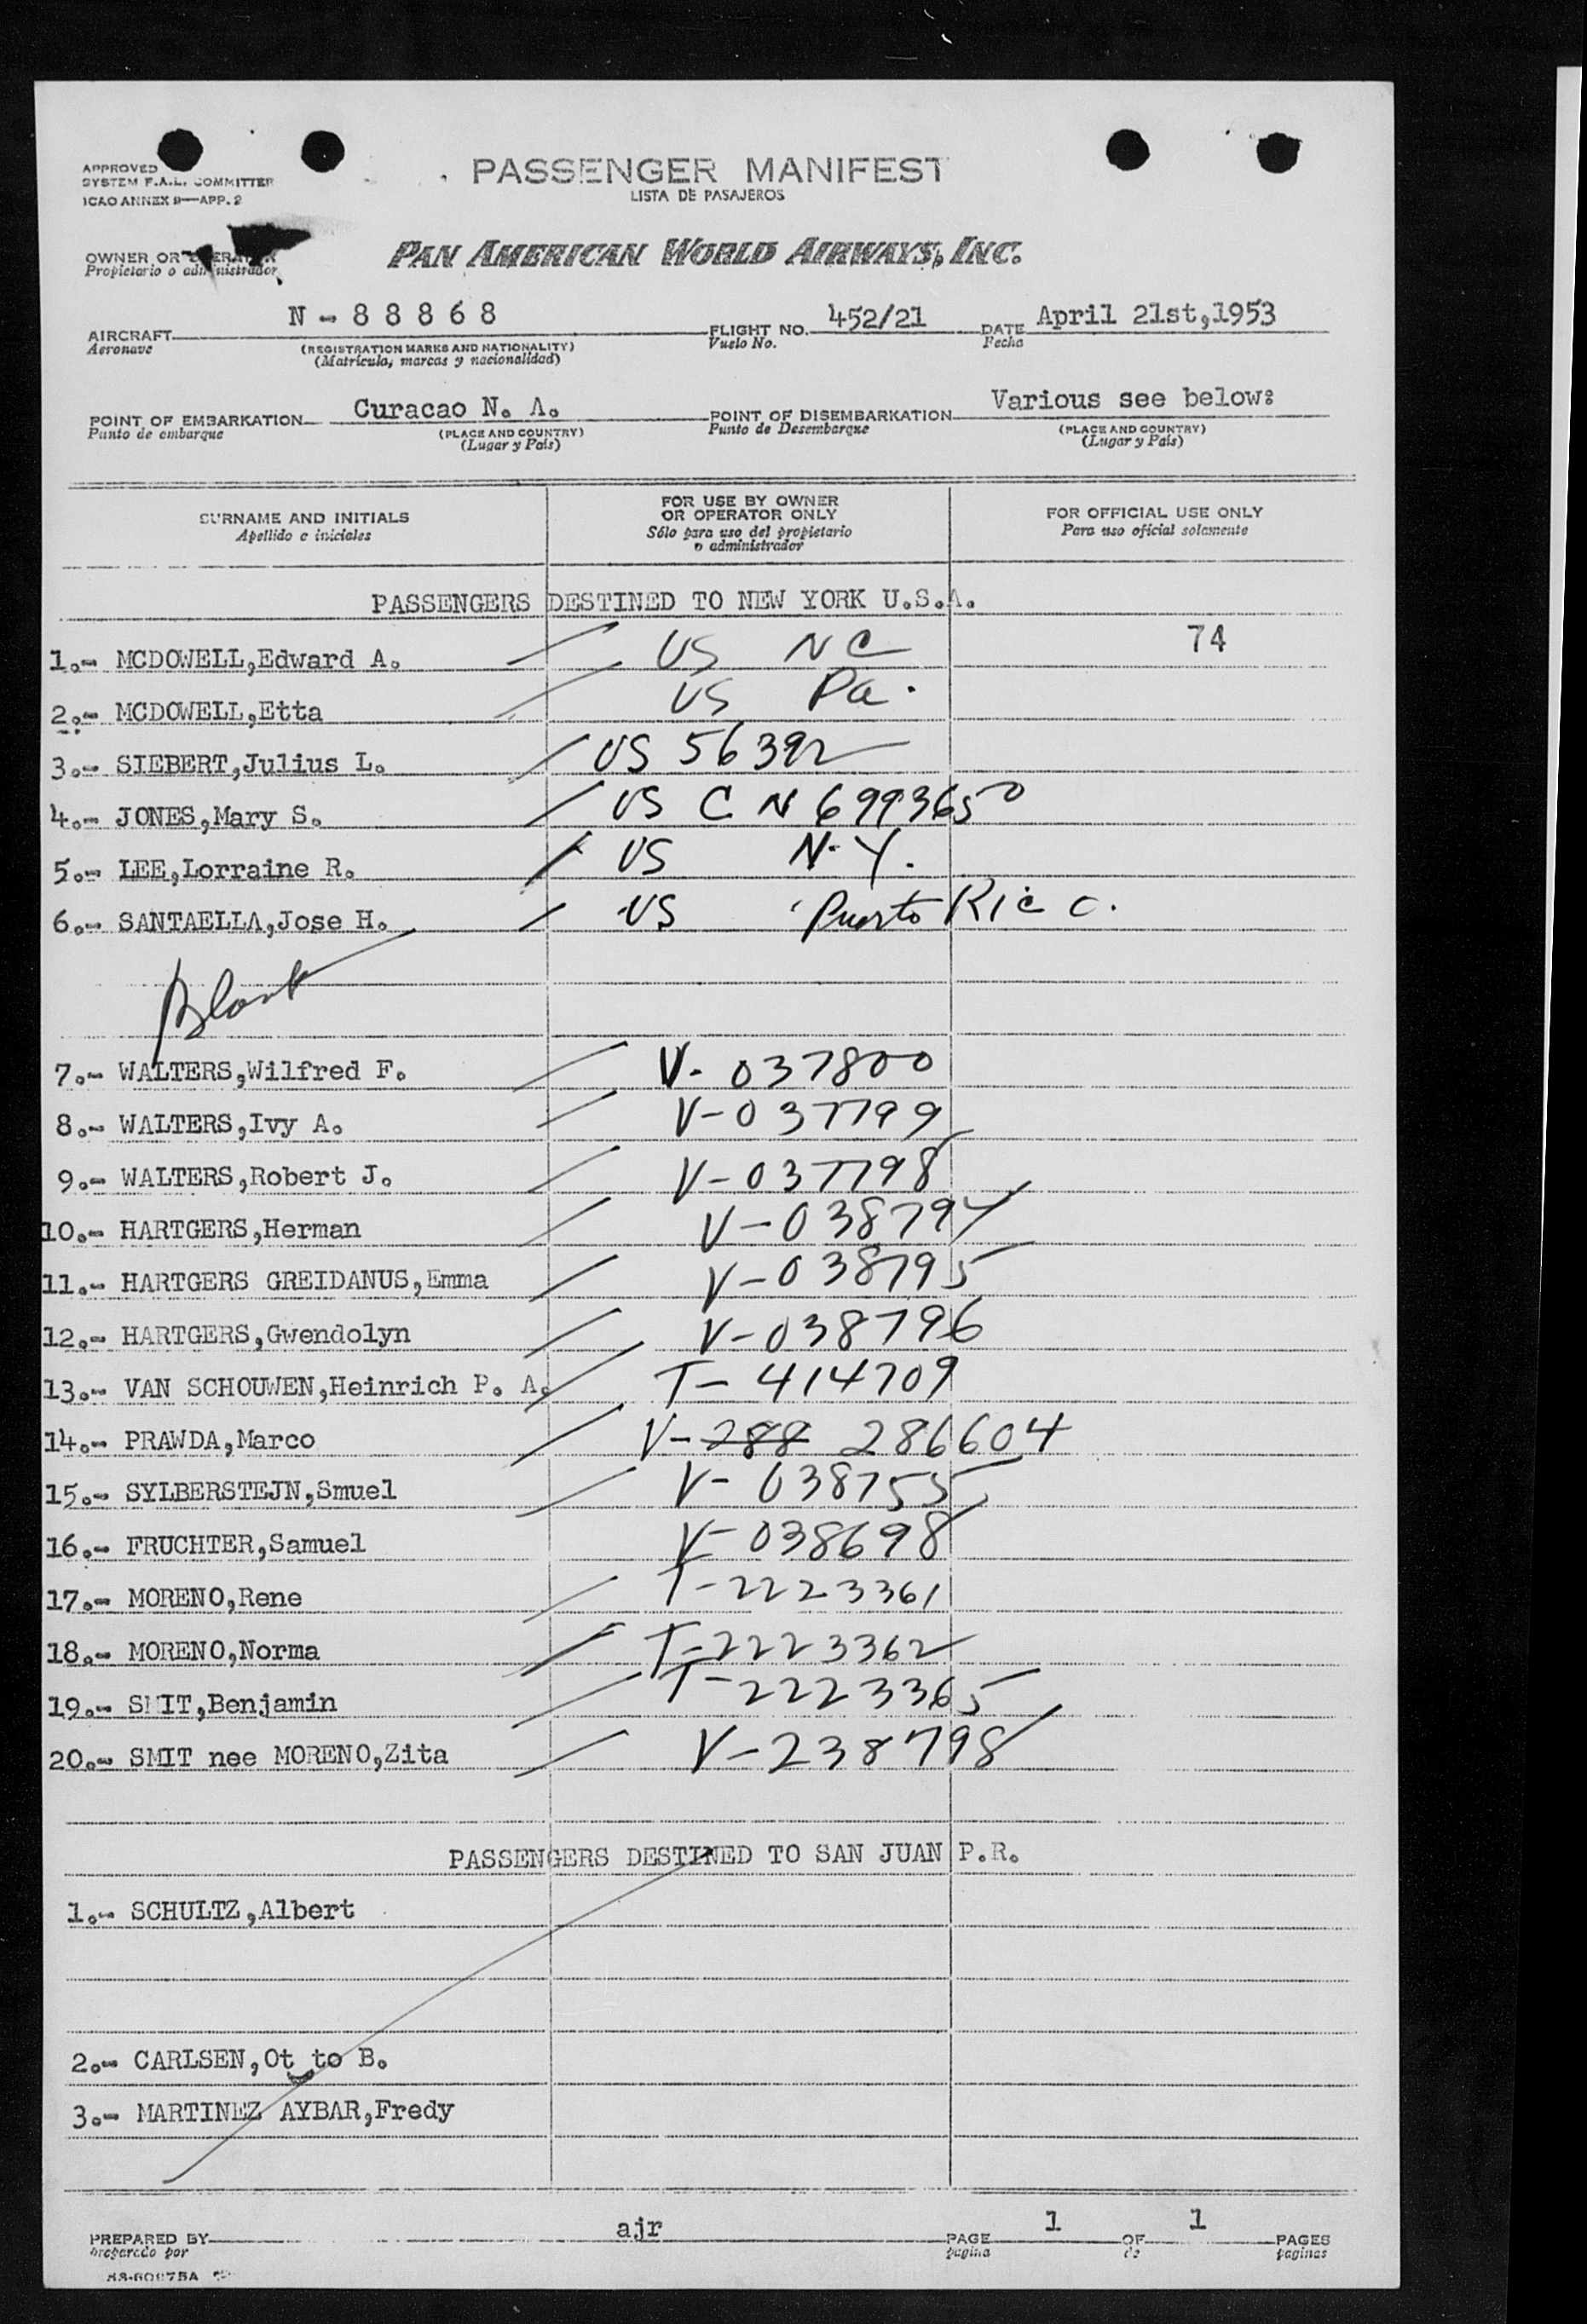 APPROVED
SYSTEM F.A.L. COMMITTEE
ICAO ANNEX 9—APP. 2
PASSENGER MANIFEST
LISTA DE PASAJEROS
OWNER OR OPERATOR
Propietario o administrador
PAN AMERICAN WORLD AIRWAYS, INC.
AIRCRAFT N - 8 8 8 6 8 FLIGHT NO. 452/21 DATE April 21st,1953
Aeronave (REGISTRATION MARKS AND NATIONALITY) Vuelo No. Fecha
(Matrícula, marcas y nacionalidad)
POINT OF EMBARKATION Curacao N. A. POINT OF DISEMBARKATION Various see below:
Punto de embarque (PLACE AND COUNTRY) Punto de Desembarque (PLACE AND COUNTRY)
(Lugar y País) (Lugar y País)
SURNAME AND INITIALS FOR USE BY OWNER OR OPERATOR ONLY FOR OFFICIAL USE ONLY
Apellido e iniciales Sólo para uso del propietario o administrador Para uso oficial solamente
PASSENGERS DESTINED TO NEW YORK U.S.A.
74
1.- MCDOWELL,Edward A. US NC
2.- MCDOWELL,Etta US Pa.
3.- SIEBERT,Julius L. US 56392
4.- JONES,Mary S. US C N 6993650
5.- LEE,Lorraine R. US N.Y.
6.- SANTAELLA,Jose H. US Puerto Rico.
Blank
7.- WALTERS,Wilfred F. V- 037800
8.- WALTERS,Ivy A. V-037799
9.- WALTERS,Robert J. V-037798
10.- HARTGERS,Herman V-038794
11.- HARTGERS GREIDANUS,Emma V-038795
12.- HARTGERS,Gwendolyn V-038796
13.- VAN SCHOUWEN,Heinrich P. A. T- 414709
14.- PRAWDA,Marco V-288 286604
15.- SYLBERSTEJN,Smuel V- 038755
16.- FRUCHTER,Samuel V-038698
17.- MORENO,Rene T-2223361
18.- MORENO,Norma T-2223362
19.- SMIT,Benjamin T-2223365
20.- SMIT nee MORENO,Zita V-238798
PASSENGERS DESTINED TO SAN JUAN P.R.
1.- SCHULTZ,Albert
2.- CARLSEN,Ot to B.
3.- MARTINEZ AYBAR,Fredy
PREPARED BY ajr PAGE 1 OF 1 PAGES
preparado por página de páginas